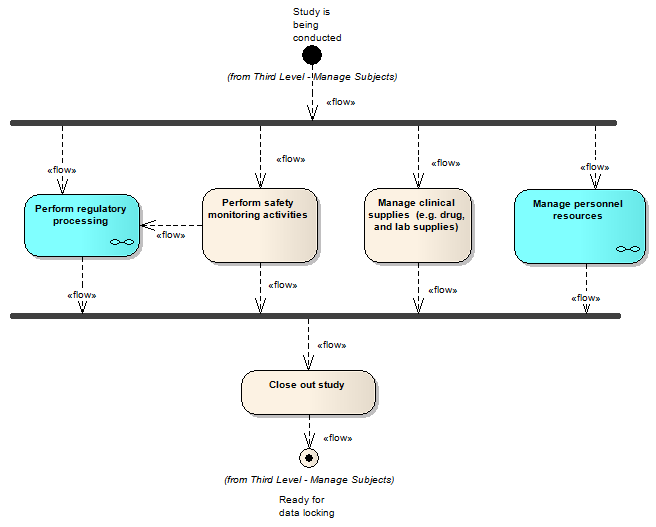 Study is
being
conducted
(from Third Level - Manage Subjects)
«flow»
«flow»
«flow»
«flow»
«flow»
Perform regulatory
processing
Perform safety
monitoring activities
Manage clinical
supplies (e.g. drug,
and lab supplies)
Manage personnel
resources
«flow»
«flow»
«flow»
«flow»
«flow»
«flow»
Close out study
«flow»
(from Third Level - Manage Subjects)
Ready for
data locking